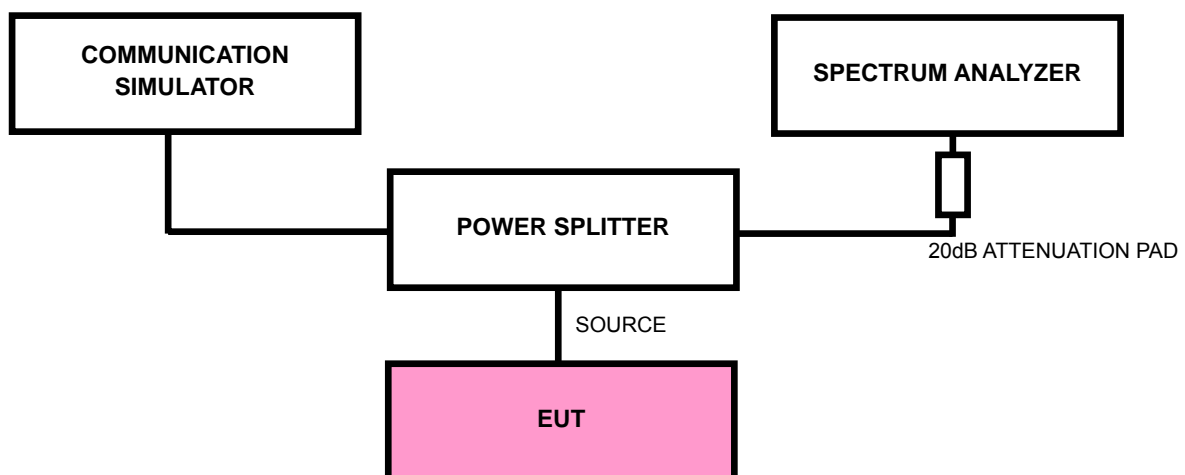 COMMUNICATION
SIMULATOR
SPECTRUM ANALYZER
POWER SPLITTER
20dB ATTENUATION PAD
SOURCE
EUT